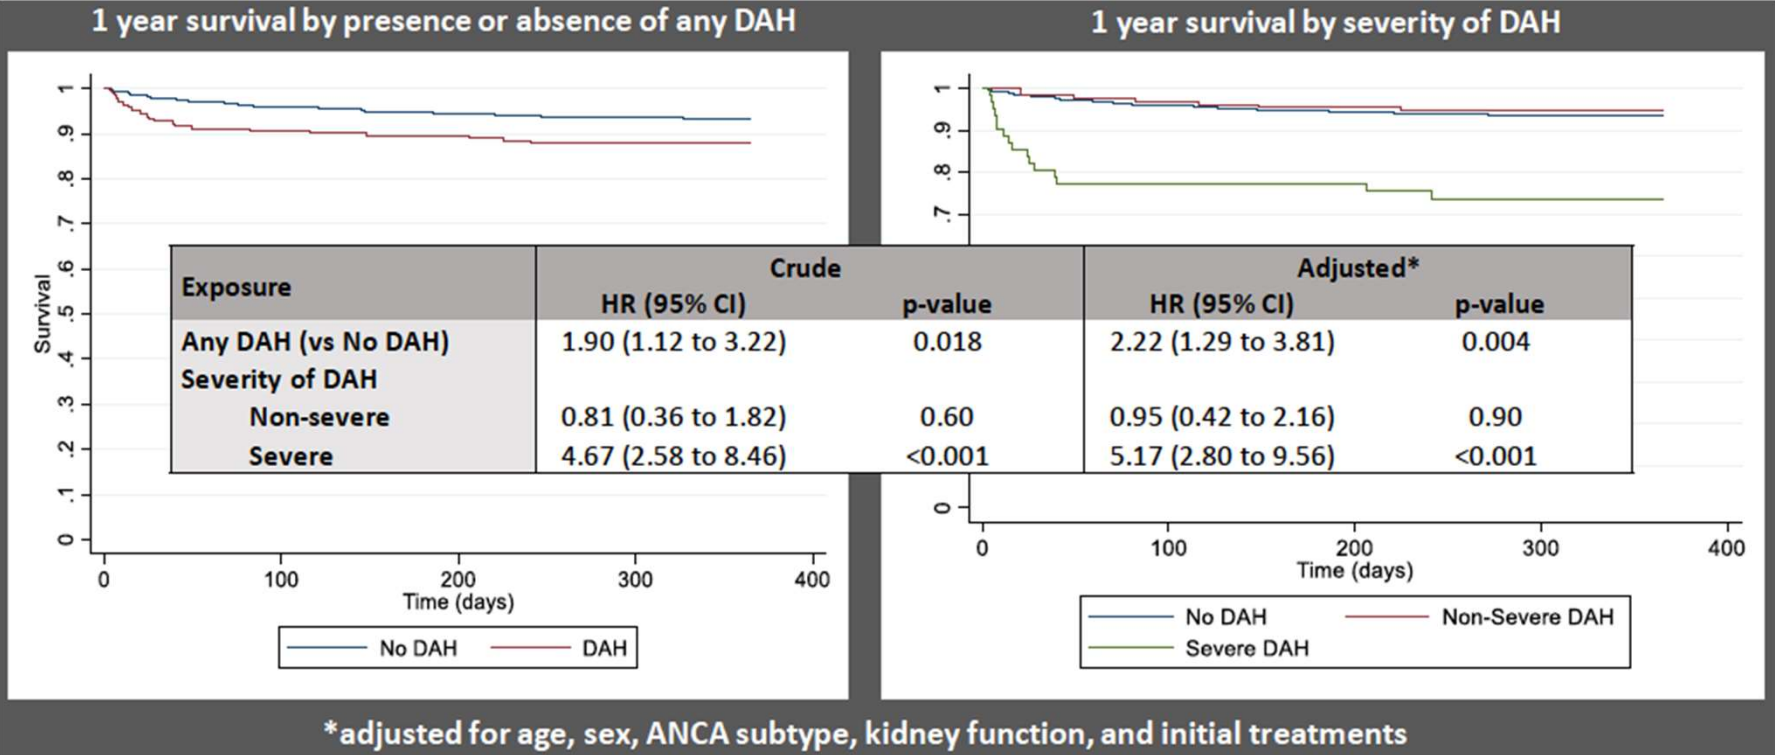 1 year survival by presence or absence of any DAH
1 year survival by severity of DAH
1
.9
.8
.7
.6
.5
.4
.3
.2
.1
0
Survival
0 100 200 300 400
Time (days)
No DAH DAH
1
.9
.8
.7
0
0 100 200 300 400
Time (days)
No DAH Non-Severe DAH
Severe DAH
Exposure Crude Adjusted*
HR (95% CI) p-value HR (95% CI) p-value
Any DAH (vs No DAH) 1.90 (1.12 to 3.22) 0.018 2.22 (1.29 to 3.81) 0.004
Severity of DAH
Non-severe 0.81 (0.36 to 1.82) 0.60 0.95 (0.42 to 2.16) 0.90
Severe 4.67 (2.58 to 8.46) <0.001 5.17 (2.80 to 9.56) <0.001
*adjusted for age, sex, ANCA subtype, kidney function, and initial treatments